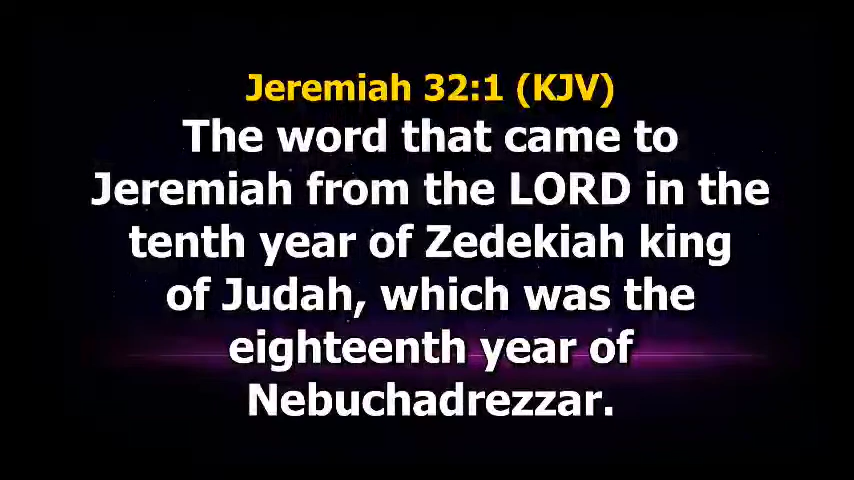 Jeremiah 32:1 (KJV)
The word that came to
Jeremiah from the LORD in the
tenth year of Zedekiah king
of Judah, which was the
eighteenth year of
Nebuchadrezzar.